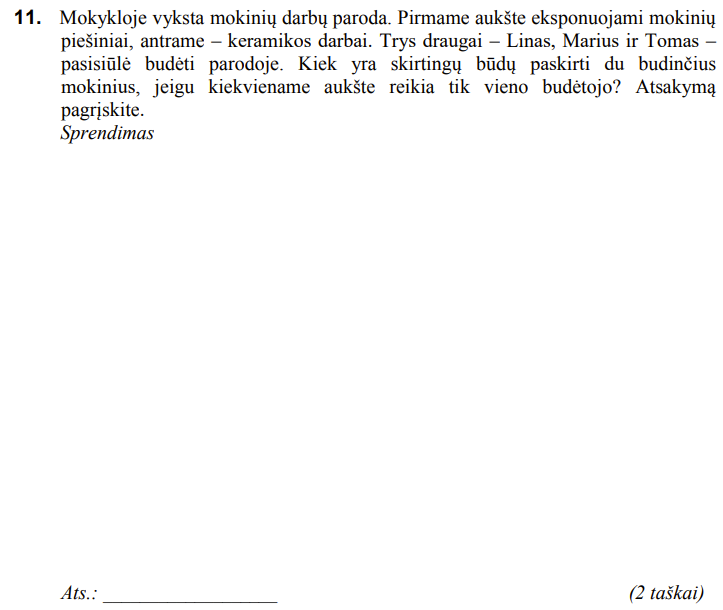 11. Mokykloje vyksta mokinių darbų paroda. Pirmame aukšte eksponuojami mokinių
piešiniai, antrame – keramikos darbai. Trys draugai – Linas, Marius ir Tomas –
pasisiūlė budėti parodoje. Kiek yra skirtingų būdų paskirti du budinčius
mokinius, jeigu kiekviename aukšte reikia tik vieno budėtojo? Atsakymą
pagrįskite.
Sprendimas
Ats.: __________________ (2 taškai)